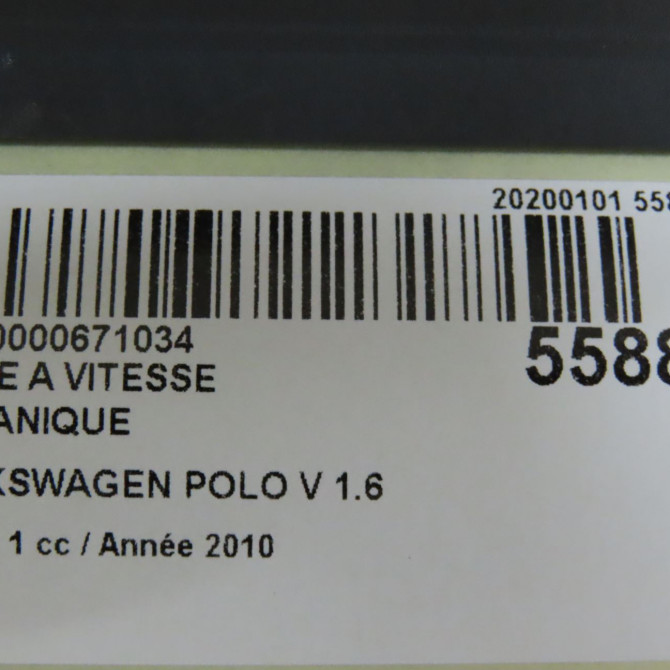 20200101 558
0000671034
5588
E A VITESSE
ANIQUE
KSWAGEN POLO V 1.6
1 cc / Année 2010